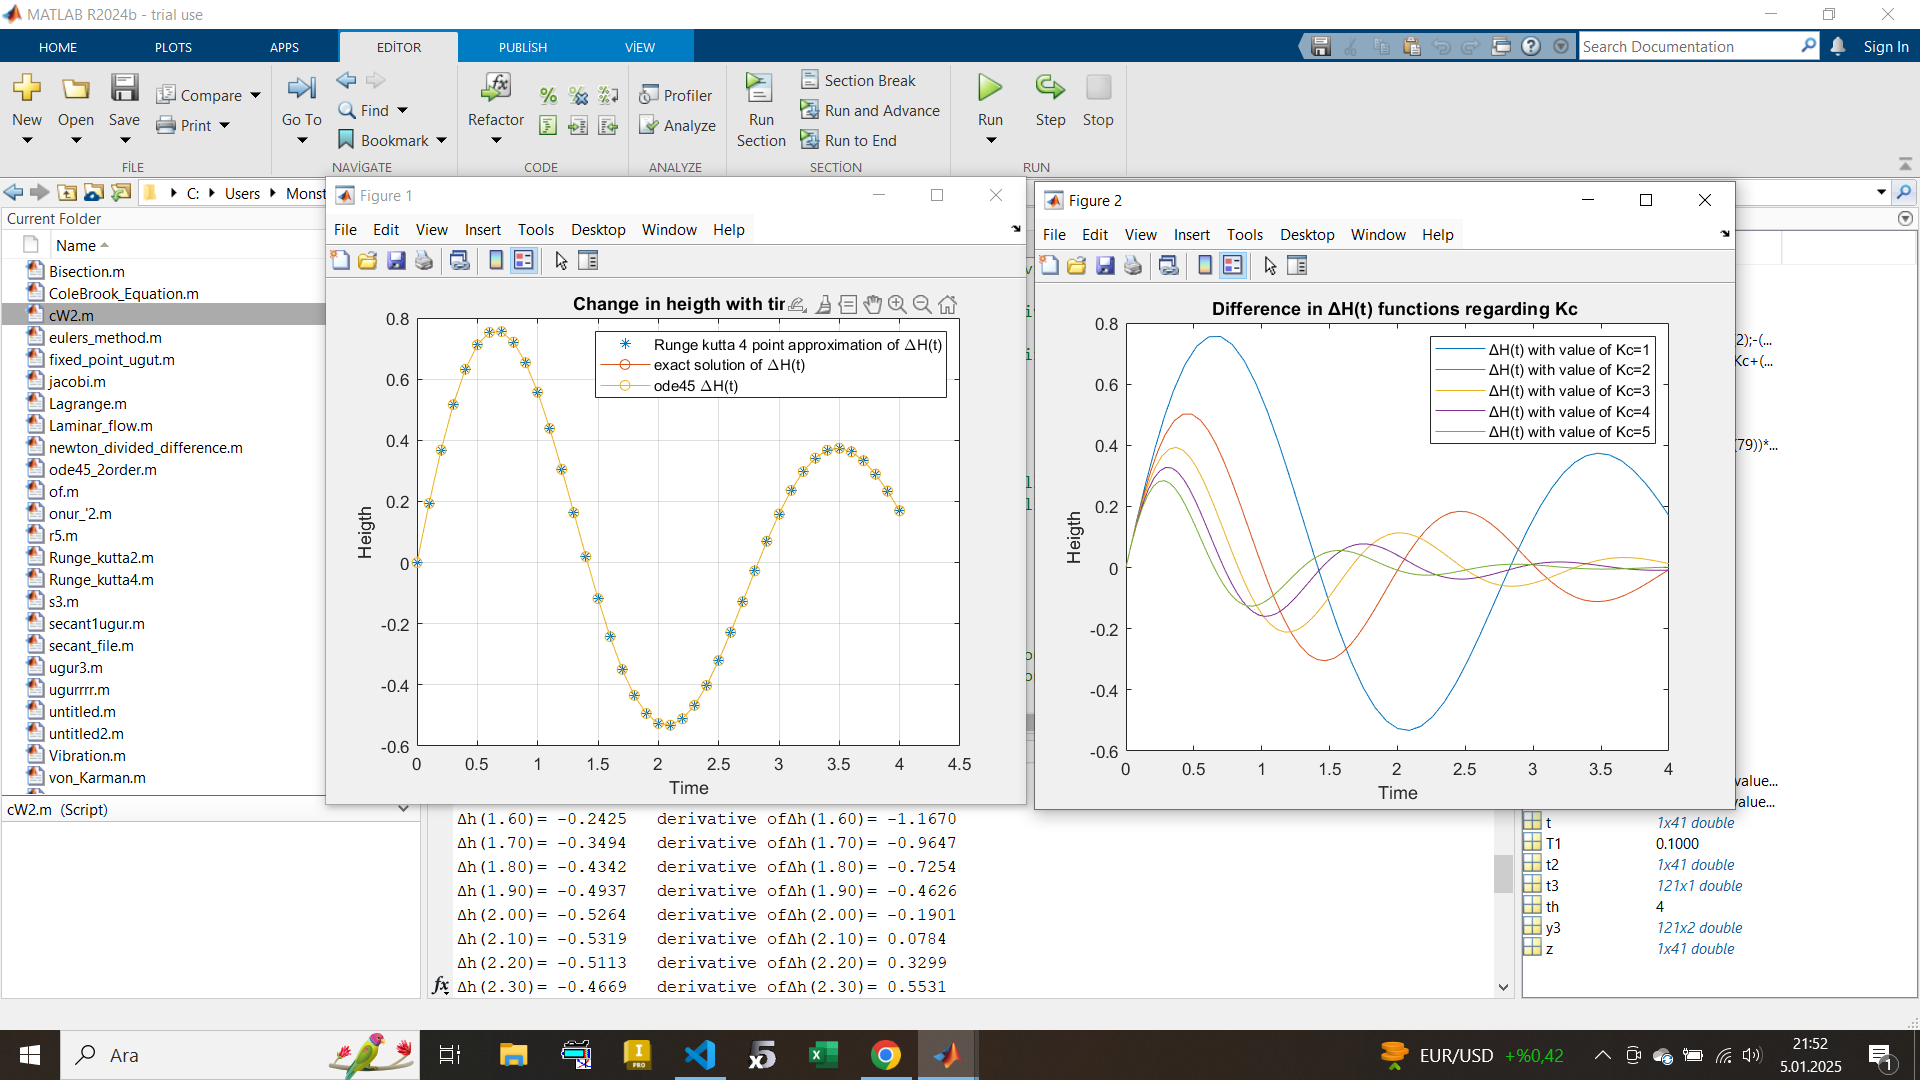 MATLAB R2024b - trial use
HOME PLOTS APPS EDİTOR PUBLİSH VİEW
Search Documentation
Sign In
New Open Save Compare Print
FİLE
Go To Find Bookmark
NAVİGATE
Refactor
CODE
Profiler
Analyze
ANALYZE
Run Section
Section Break
Run and Advance
Run to End
SECTİON
Run Step Stop
RUN
C: Users Monst
Current Folder
Name
Bisection.m
ColeBrook_Equation.m
cW2.m
eulers_method.m
fixed_point_ugut.m
jacobi.m
Lagrange.m
Laminar_flow.m
newton_divided_difference.m
ode45_2order.m
of.m
onur_'2.m
r5.m
Runge_kutta2.m
Runge_kutta4.m
s3.m
secant1ugur.m
secant_file.m
ugur3.m
ugurrrr.m
untitled.m
untitled2.m
Vibration.m
von_Karman.m
cW2.m (Script)
Figure 1
File Edit View Insert Tools Desktop Window Help
Change in heigth with tir
Runge kutta 4 point approximation of ΔH(t)
exact solution of ΔH(t)
ode45 ΔH(t)
0.8
0.6
0.4
0.2
0
-0.2
-0.4
-0.6
Heigth
0 0.5 1 1.5 2 2.5 3 3.5 4 4.5
Time
Figure 2
File Edit View Insert Tools Desktop Window Help
Difference in ΔH(t) functions regarding Kc
ΔH(t) with value of Kc=1
ΔH(t) with value of Kc=2
ΔH(t) with value of Kc=3
ΔH(t) with value of Kc=4
ΔH(t) with value of Kc=5
0.8
0.6
0.4
0.2
0
-0.2
-0.4
-0.6
Heigth
0 0.5 1 1.5 2 2.5 3 3.5 4
Time
2);-(...
Kc+(...
79))*...
value...
value...
t 1x41 double
T1 0.1000
t2 1x41 double
t3 121x1 double
th 4
y3 121x2 double
z 1x41 double
Δh(1.60)= -0.2425 derivative ofΔh(1.60)= -1.1670
Δh(1.70)= -0.3494 derivative ofΔh(1.70)= -0.9647
Δh(1.80)= -0.4342 derivative ofΔh(1.80)= -0.7254
Δh(1.90)= -0.4937 derivative ofΔh(1.90)= -0.4626
Δh(2.00)= -0.5264 derivative ofΔh(2.00)= -0.1901
Δh(2.10)= -0.5319 derivative ofΔh(2.10)= 0.0784
Δh(2.20)= -0.5113 derivative ofΔh(2.20)= 0.3299
Δh(2.30)= -0.4669 derivative ofΔh(2.30)= 0.5531
fx
Ara
EUR/USD +%0,42
21:52
5.01.2025
1